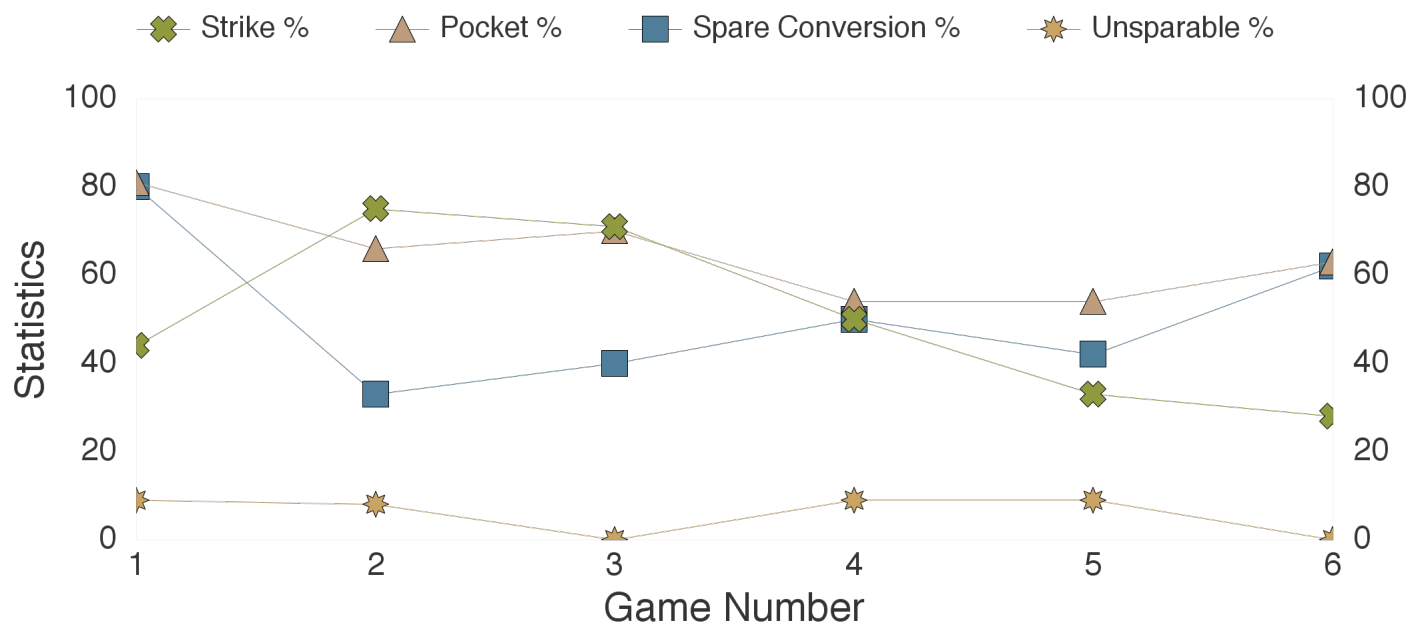 Strike % Pocket % Spare Conversion % Unsparable %
100 100
80 80
60 60
Statistics
40 40
20 20
0 0
1 2 3 4 5 6
Game Number